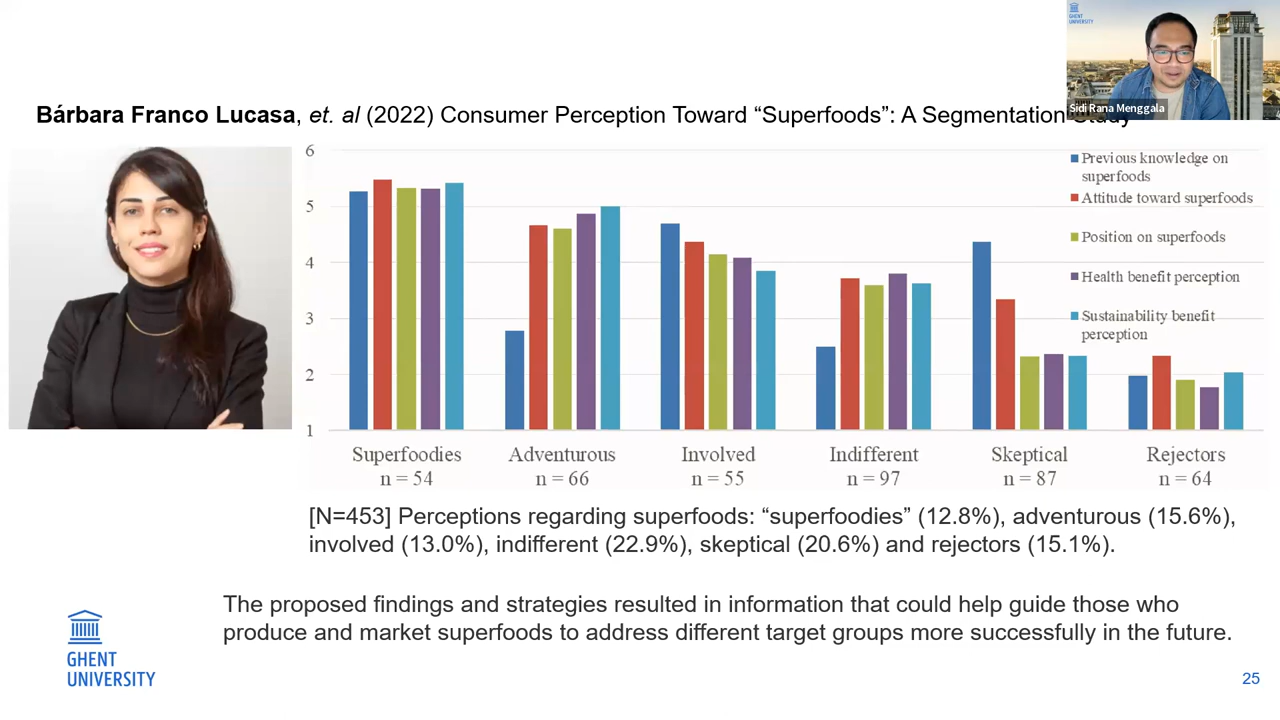 GHENT
UNIVERSITY
Sidi Rana Menggala
Bárbara Franco Lucasa, et. al (2022) Consumer Perception Toward “Superfoods”: A Segmentation Study
6
5
4
3
2
1
Previous knowledge on
superfoods
Attitude toward superfoods
Position on superfoods
Health benefit perception
Sustainability benefit
perception
Superfoodies Adventurous Involved Indifferent Skeptical Rejectors
n = 54 n = 66 n = 55 n = 97 n = 87 n = 64
[N=453] Perceptions regarding superfoods: “superfoodies” (12.8%), adventurous (15.6%),
involved (13.0%), indifferent (22.9%), skeptical (20.6%) and rejectors (15.1%).
The proposed findings and strategies resulted in information that could help guide those who
produce and market superfoods to address different target groups more successfully in the future.
GHENT
UNIVERSITY
25